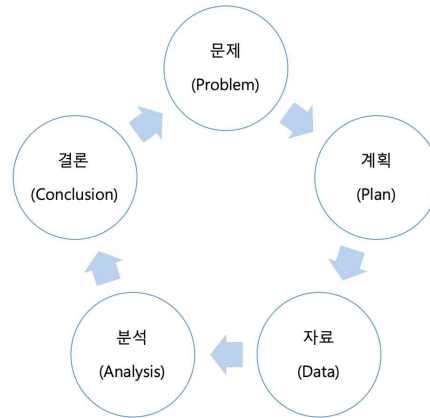 문제
(Problem)
계획
(Plan)
자료
(Data)
분석
(Analysis)
결론
(Conclusion)